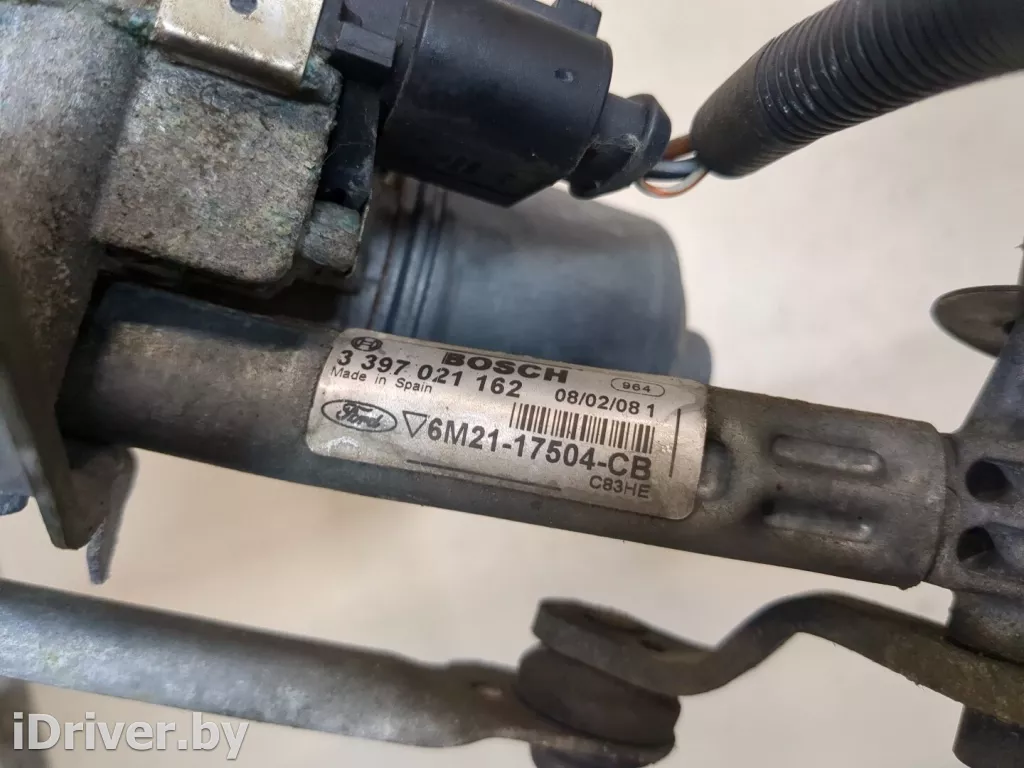 BOSCH
3 397 021 162
964
Made in Spain
08/02/08 1
Ford
6M21-17504-CB
C83HE
iDriver.by